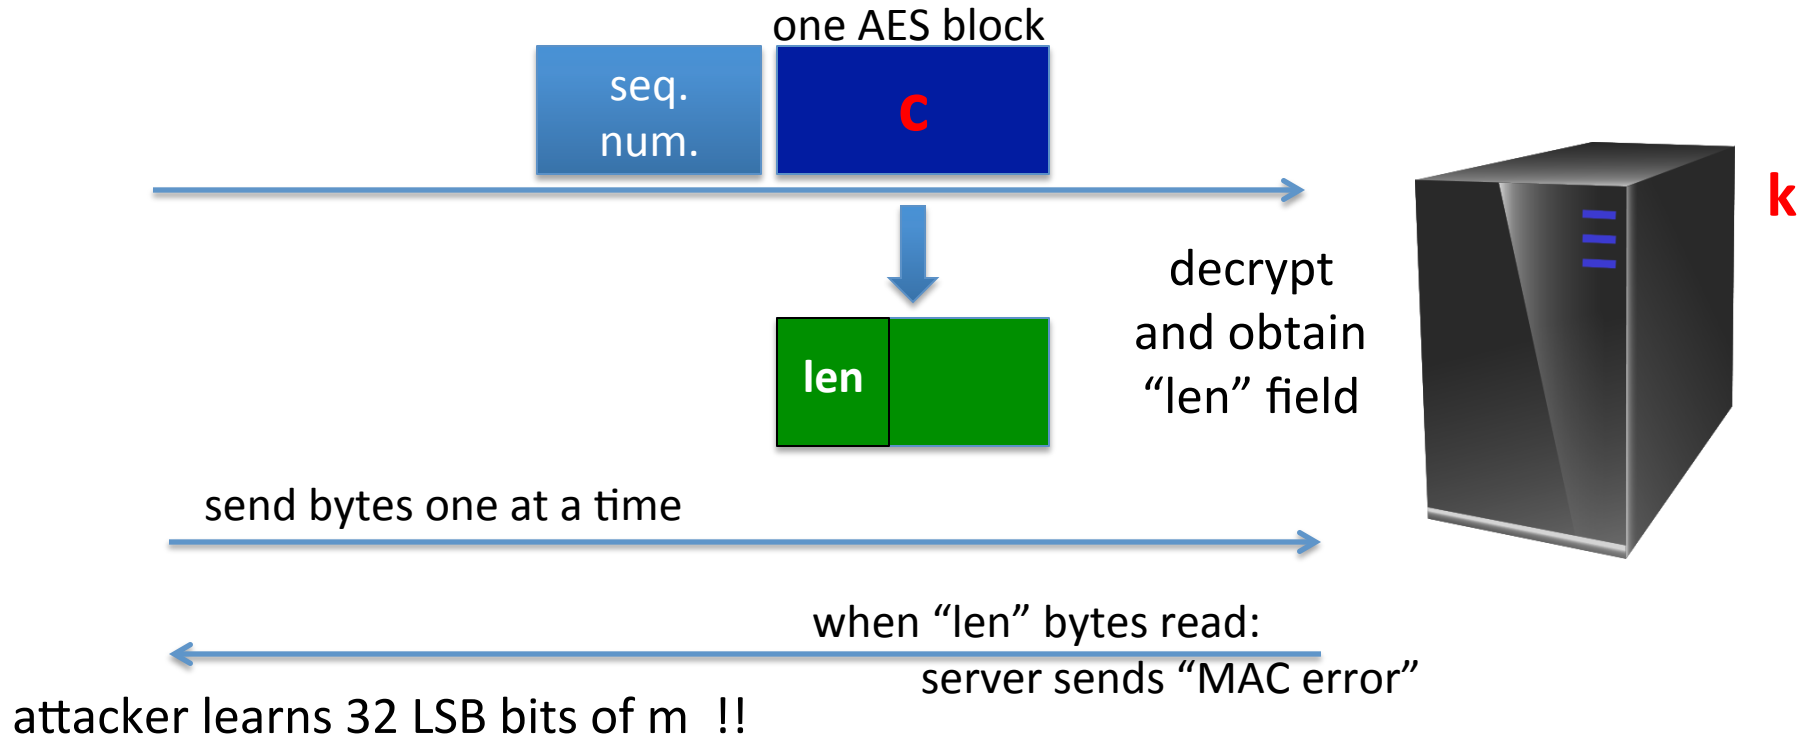 one AES block
seq.
num.
c
k
decrypt
and obtain
“len” field
len
send bytes one at a time
when “len” bytes read:
server sends “MAC error”
attacker learns 32 LSB bits of m !!